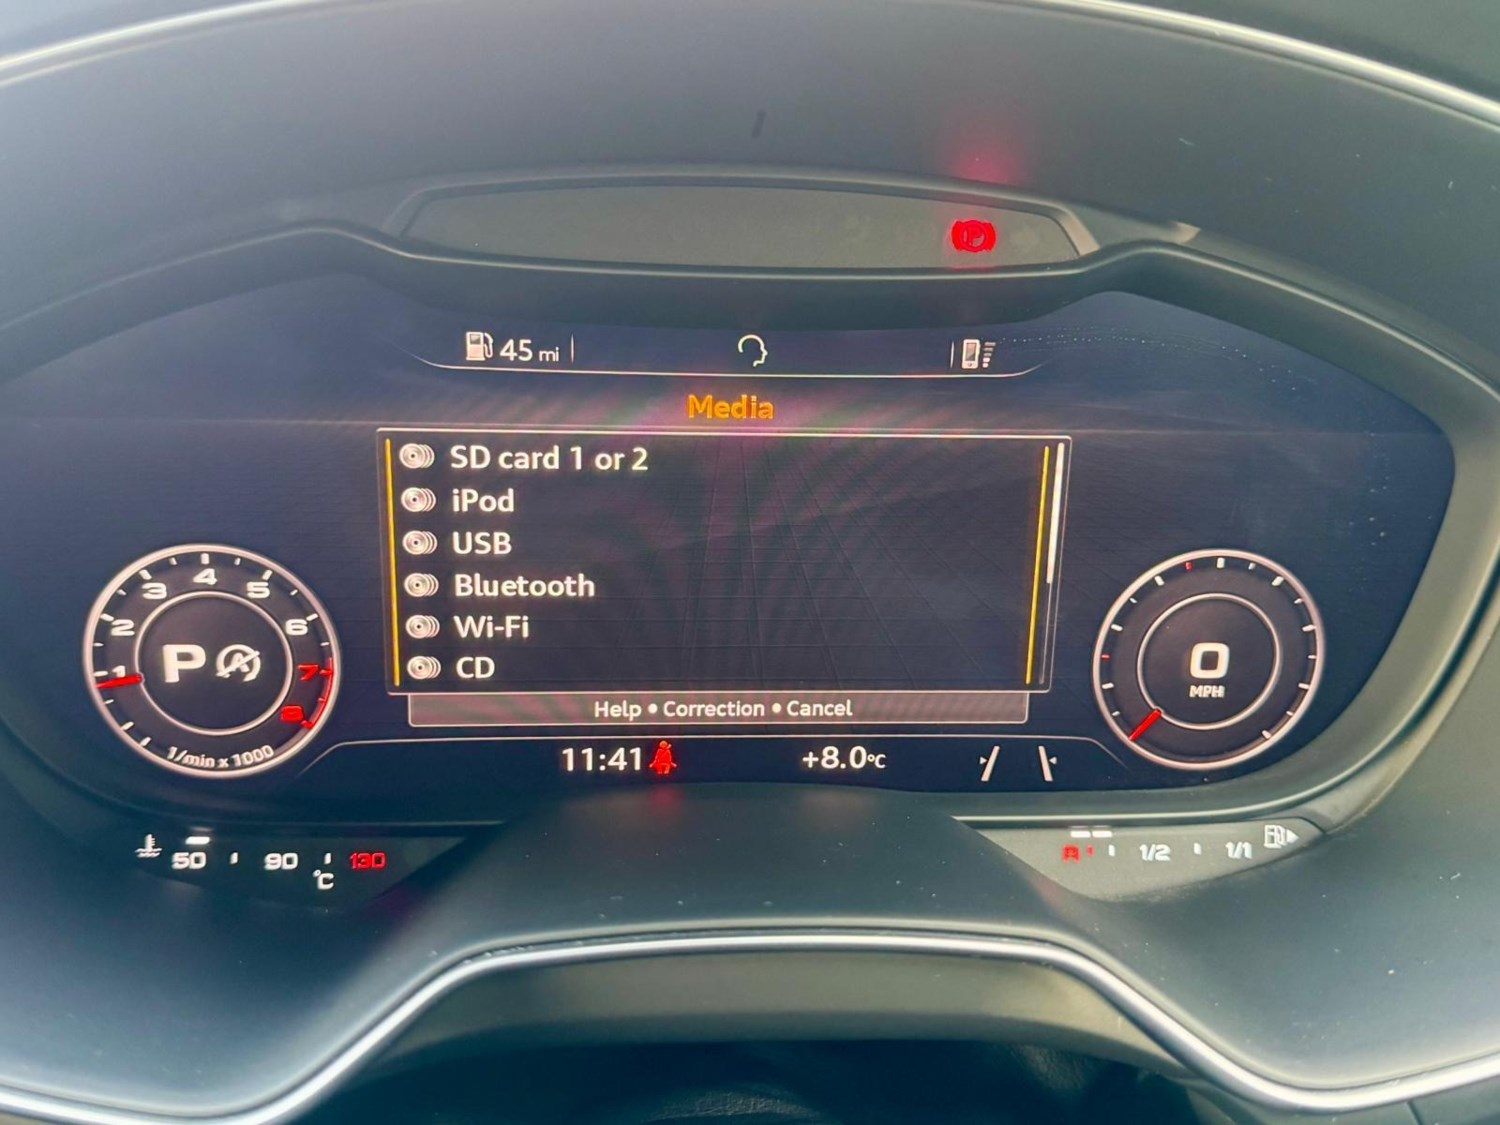 45 mi
Media
SD card 1 or 2
iPod
USB
Bluetooth
Wi-Fi
CD
Help • Correction • Cancel
1 2 3 4 5 6 7 8
P A
1/min x 1000
0
MPH
11:41
+8.0°C
50 90 130
°C
R 1/2 1/1
P